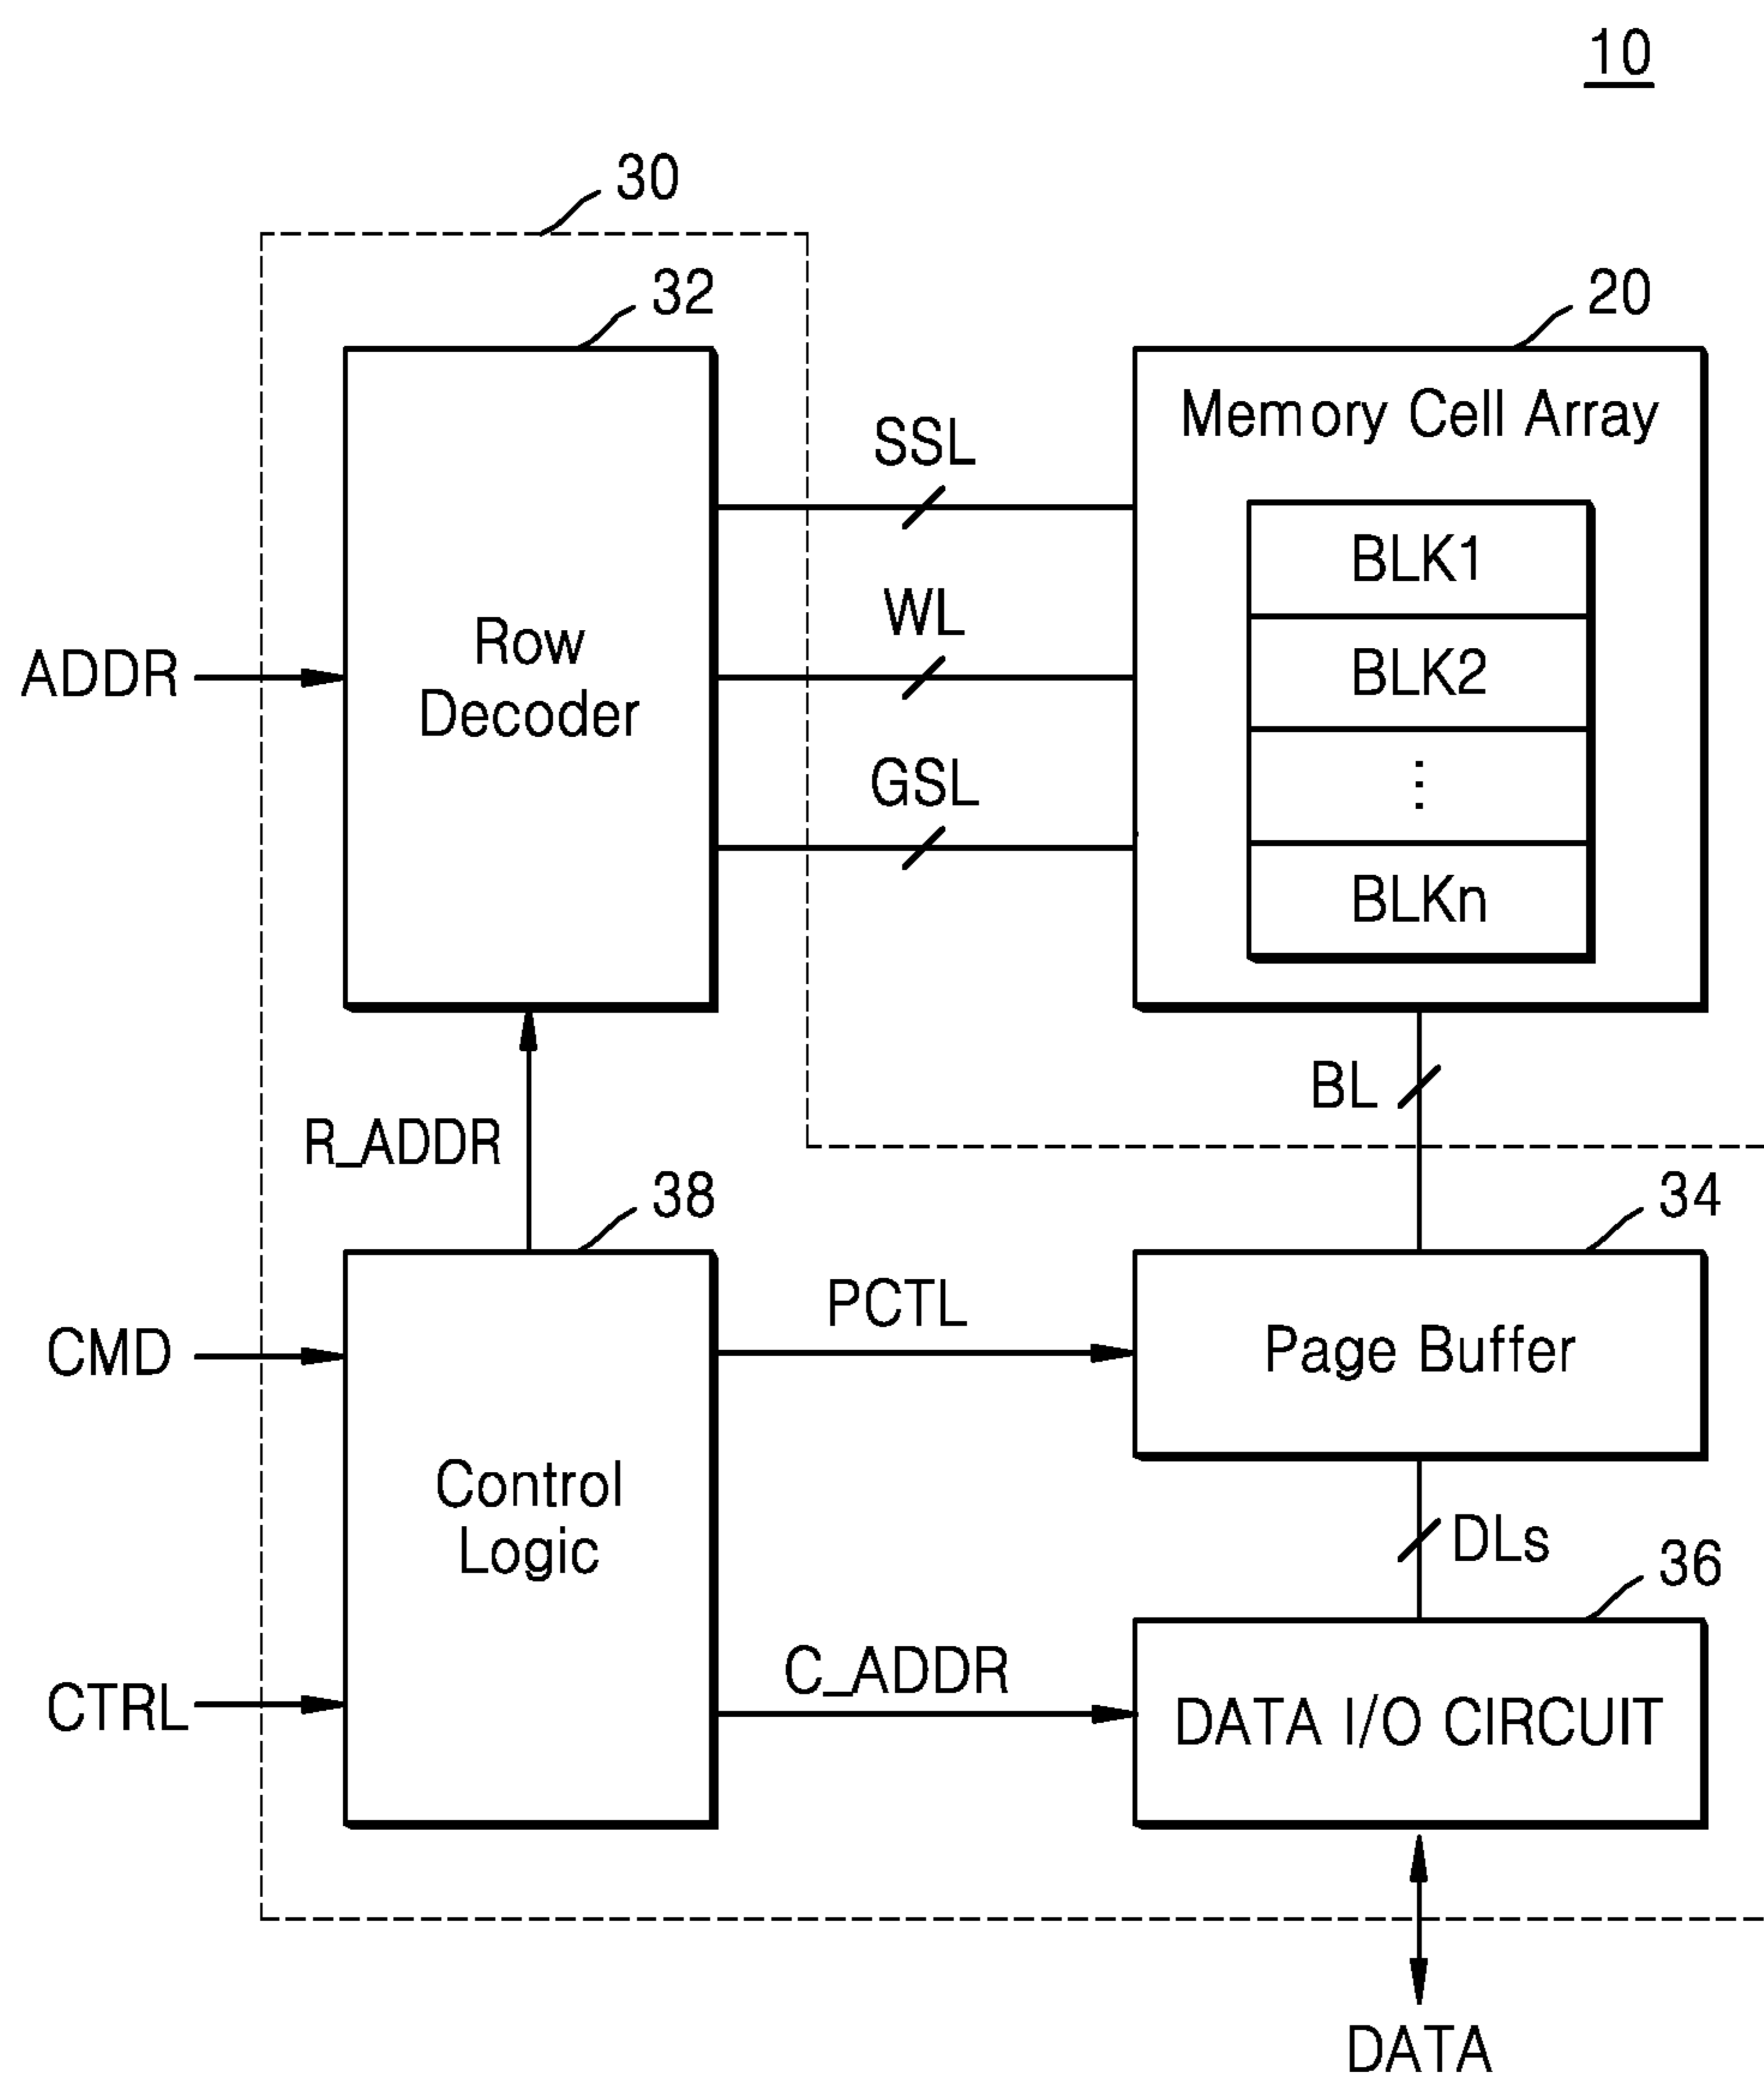 10
30
32
20
Memory Cell Array
SSL
BLK1
WL
BLK2
ADDR
Row
Decoder
GSL
⋮
BLKn
BL
R_ADDR
38
34
PCTL
CMD
Page Buffer
Control
Logic
DLs
36
C_ADDR
CTRL
DATA I/O CIRCUIT
DATA